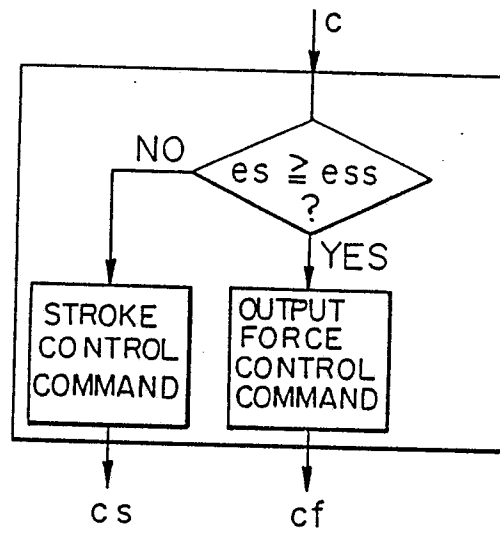 c
NO
es ≧ ess
?
YES
STROKE
CONTROL
COMMAND
OUTPUT
FORCE
CONTROL
COMMAND
cs
cf